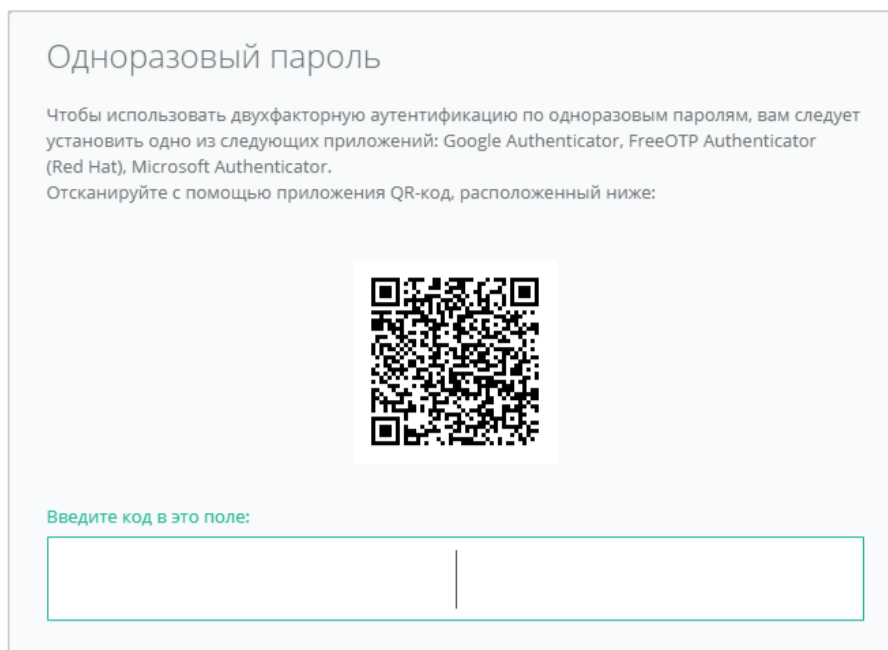 Одноразовый пароль
Чтобы использовать двухфакторную аутентификацию по одноразовым паролям, вам следует
установить одно из следующих приложений: Google Authenticator, FreeOTP Authenticator
(Red Hat), Microsoft Authenticator.
Отсканируйте с помощью приложения QR-код, расположенный ниже:
Введите код в это поле: